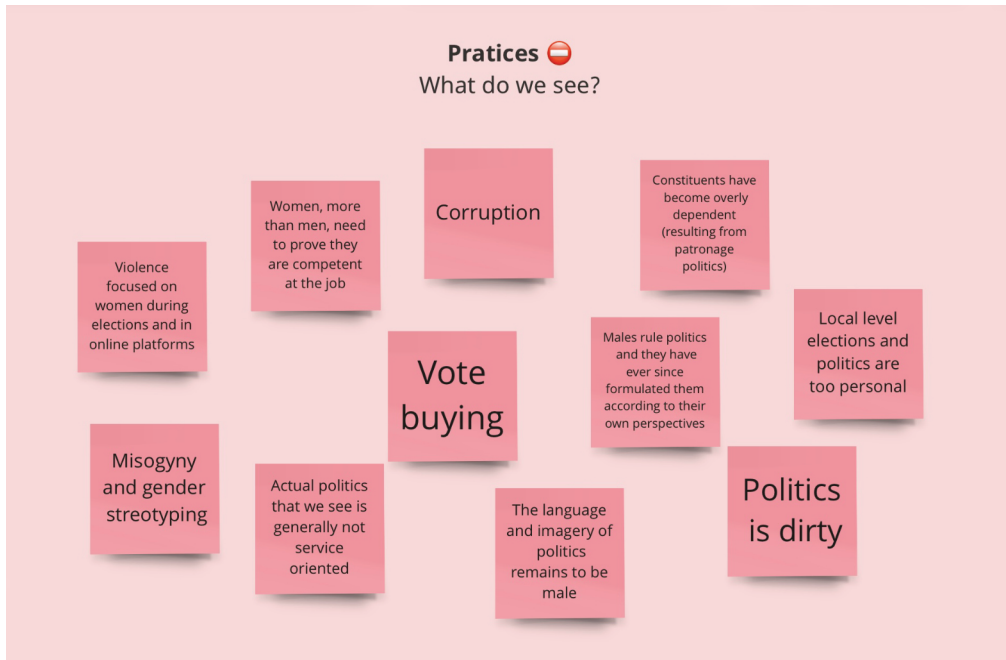 Pratices ⛔
What do we see?
Violence
focused on
women during
elections and in
online platforms
Women, more
than men, need
to prove they
are competent
at the job
Corruption
Constituents have
become overly
dependent
(resulting from
patronage
politics)
Local level
elections and
politics are
too personal
Vote
buying
Males rule politics
and they have
ever since
formulated them
according to their
own perspectives
Misogyny
and gender
streotyping
Actual politics
that we see is
generally not
service
oriented
The language
and imagery of
politics
remains to be
male
Politics
is dirty